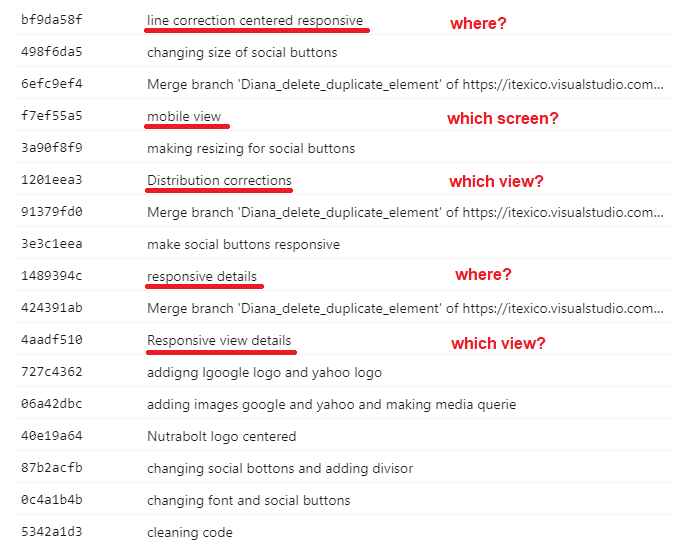 bf9da58f line correction centered responsive where?
498f6da5 changing size of social buttons
6efc9ef4 Merge branch 'Diana_delete_duplicate_element' of https://itexico.visualstudio.com...
f7ef55a5 mobile view which screen?
3a90f8f9 making resizing for social buttons
1201eea3 Distribution corrections which view?
91379fd0 Merge branch 'Diana_delete_duplicate_element' of https://itexico.visualstudio.com...
3e3c1eea make social buttons responsive
1489394c responsive details where?
424391ab Merge branch 'Diana_delete_duplicate_element' of https://itexico.visualstudio.com...
4aadf510 Responsive view details which view?
727c4362 addigng lgoogle logo and yahoo logo
06a42dbc adding images google and yahoo and making media querie
40e19a64 Nutrabolt logo centered
87b2acfb changing social bottons and adding divisor
0c4a1b4b changing font and social buttons
5342a1d3 cleaning code